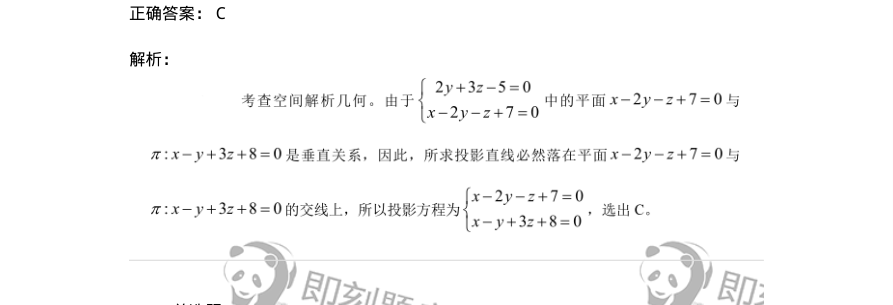 正确答案： C
解析：
考查空间解析几何。由于{2y+3z-5=0 x-2y-z+7=0 中的平面 x-2y-z+7=0 与
π:x-y+3z+8=0 是垂直关系，因此，所求投影直线必然落在平面 x-2y-z+7=0 与
π:x-y+3z+8=0 的交线上，所以投影方程为{x-2y-z+7=0 x-y+3z+8=0 ，选出 C。